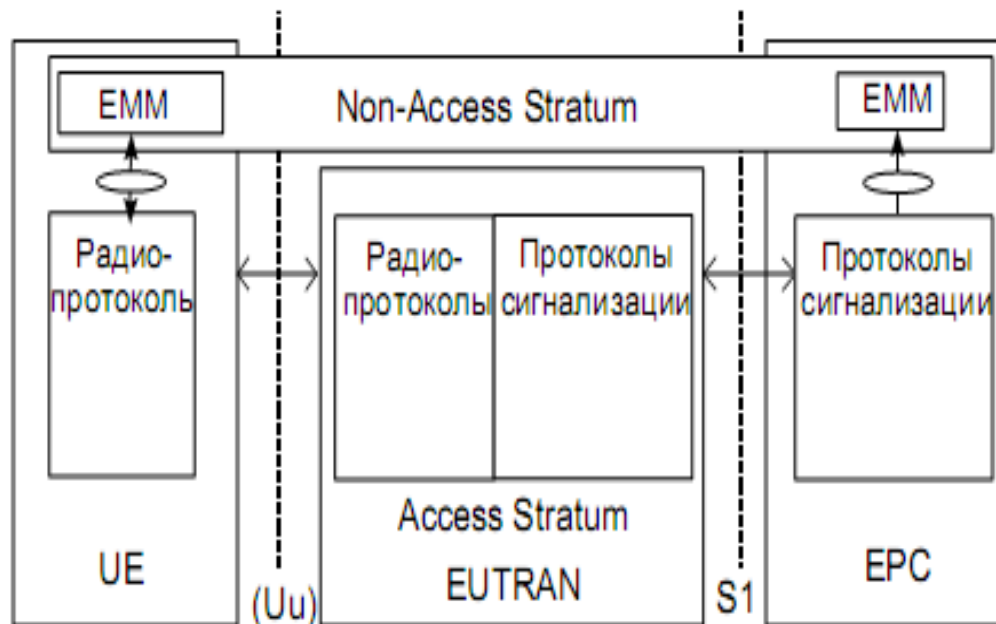 EMM
Non-Access Stratum
EMM
Радио-
протоколь
Радио-
протоколы
Протоколы
сигнализации
Протоколы
сигнализации
Access Stratum
UE
(Uu)
EUTRAN
S1
EPC